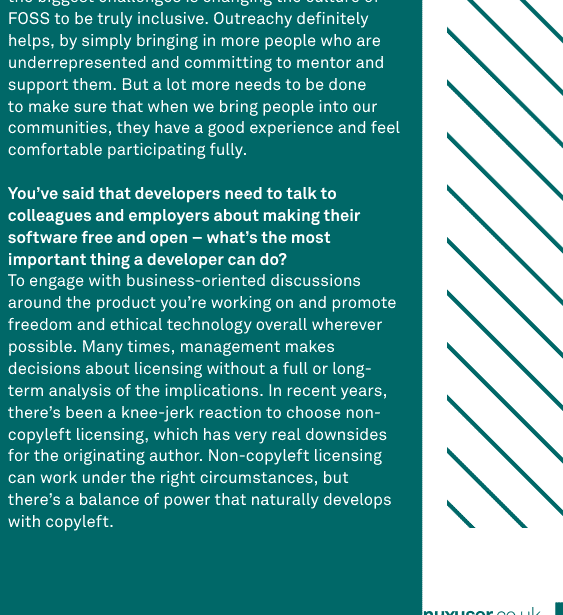 FOSS to be truly inclusive. Outreachy definitely
helps, by simply bringing in more people who are
underrepresented and committing to mentor and
support them. But a lot more needs to be done
to make sure that when we bring people into our
communities, they have a good experience and feel
comfortable participating fully.
You’ve said that developers need to talk to
colleagues and employers about making their
software free and open – what’s the most
important thing a developer can do?
To engage with business-oriented discussions
around the product you’re working on and promote
freedom and ethical technology overall wherever
possible. Many times, management makes
decisions about licensing without a full or long-
term analysis of the implications. In recent years,
there’s been a knee-jerk reaction to choose non-
copyleft licensing, which has very real downsides
for the originating author. Non-copyleft licensing
can work under the right circumstances, but
there’s a balance of power that naturally develops
with copyleft.